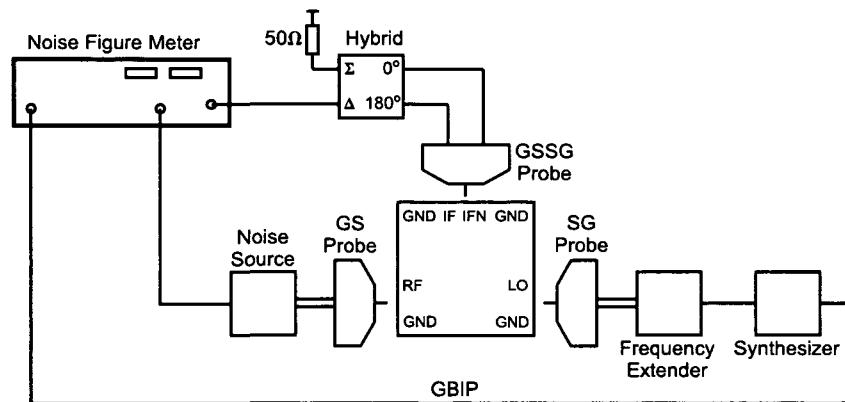 Noise Figure Meter
50Ω
Hybrid
Σ 0°
Δ 180°
GSSG
Probe
GND IF IFN GND
Noise
Source
GS
Probe
SG
Probe
RF
LO
GND
GND
Frequency
Extender
Synthesizer
GBIP